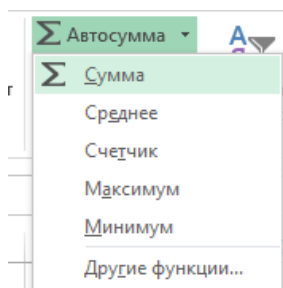 Σ Автосумма
Σ Сумма
Среднее
Счетчик
Максимум
Минимум
Другие функции...